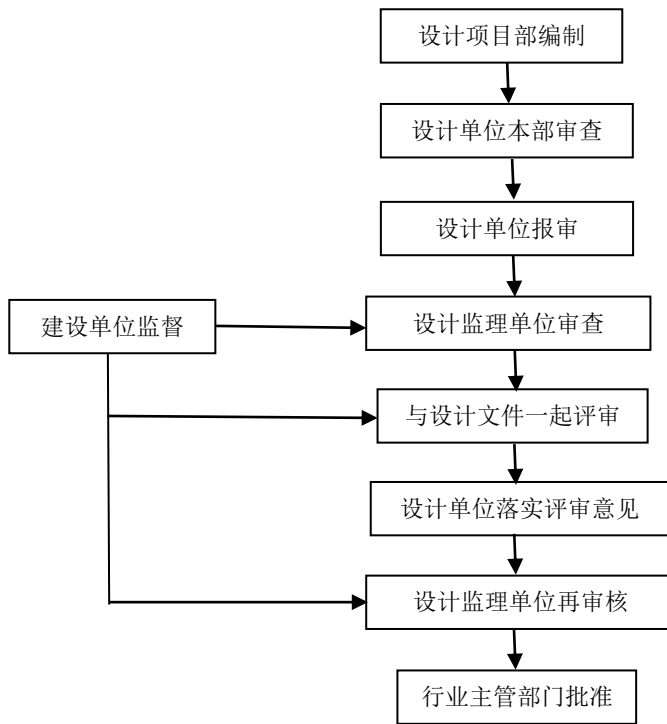 设计项目部编制
设计单位本部审查
设计单位报审
建设单位监督
设计监理单位审查
与设计文件一起评审
设计单位落实评审意见
设计监理单位再审核
行业主管部门批准